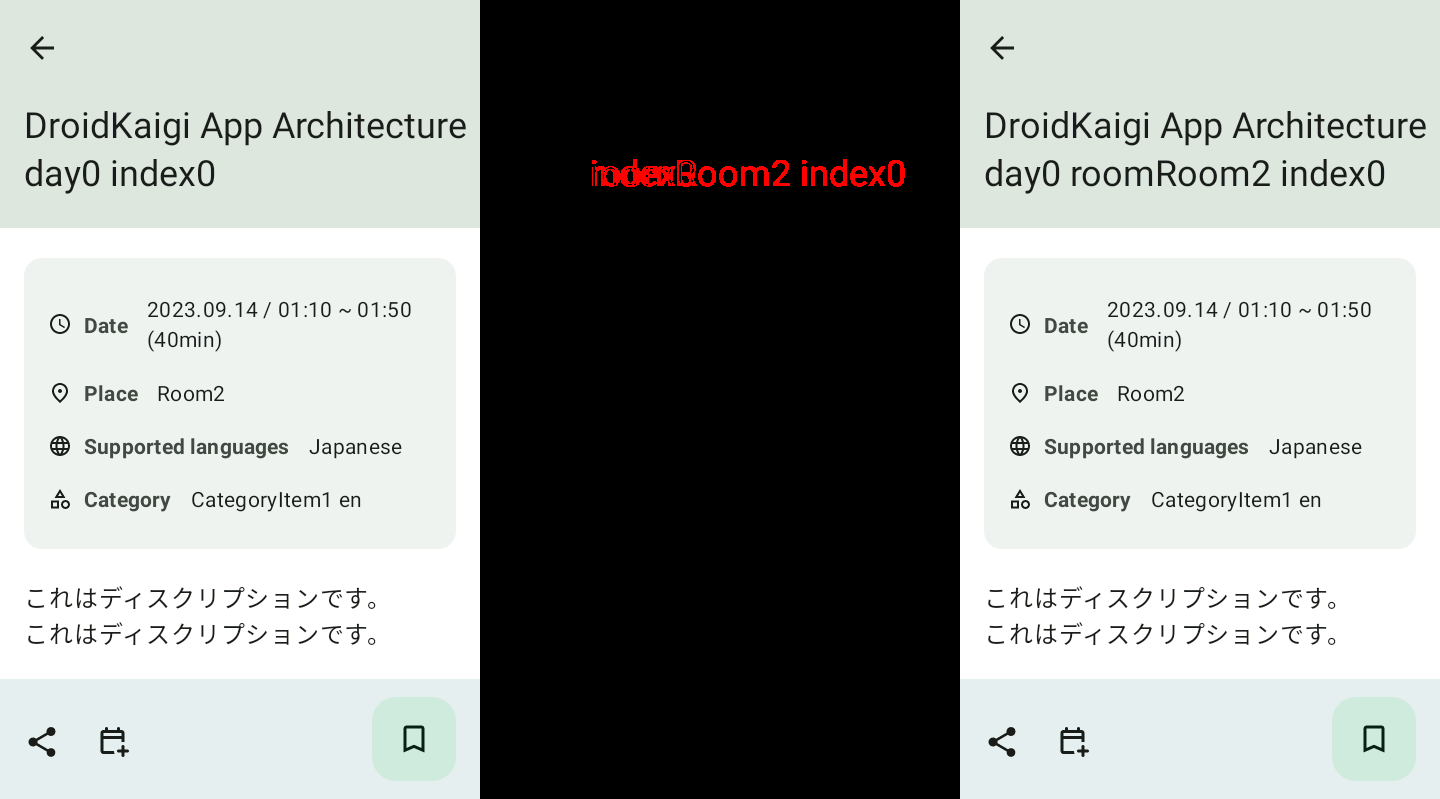 DroidKaigi App Architecture
day0 index0
Date 2023.09.14 / 01:10 ~ 01:50
(40min)
Place Room2
Supported languages Japanese
Category CategoryItem1 en
これはディスクリプションです。
これはディスクリプションです。
Room2 index0
DroidKaigi App Architecture
day0 roomRoom2 index0
Date 2023.09.14 / 01:10 ~ 01:50
(40min)
Place Room2
Supported languages Japanese
Category CategoryItem1 en
これはディスクリプションです。
これはディスクリプションです。